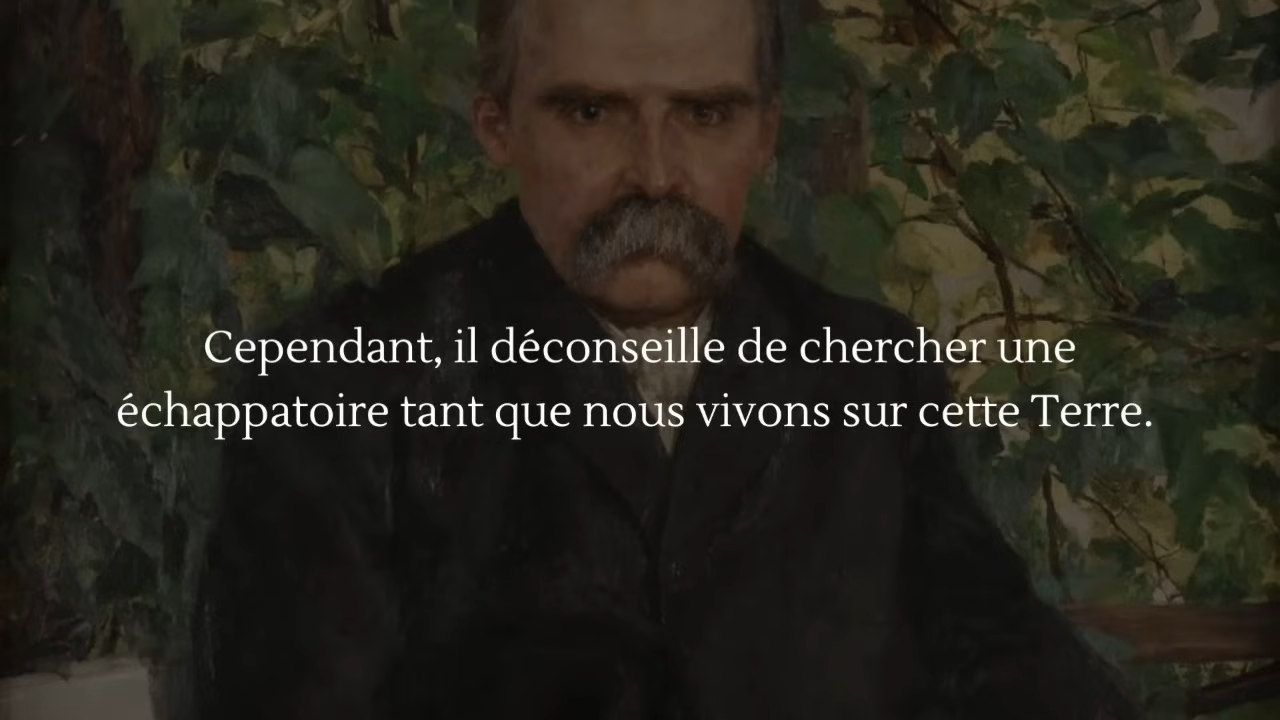 Cependant, il déconseille de chercher une
échappatoire tant que nous vivons sur cette Terre.